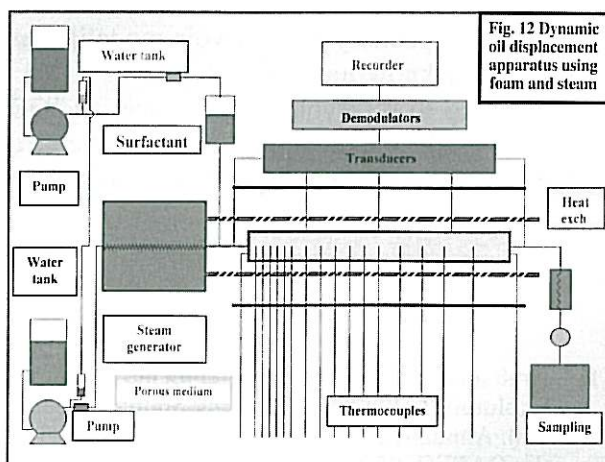 Fig. 12 Dynamic
oil displacement
apparatus using
foam and steam
Water tank
Recorder
Demodulators
Surfactant
Transducers
Pump
Heat
exch
Water
tank
Steam
generator
Porous medium
Thermocouples
Pump
Sampling